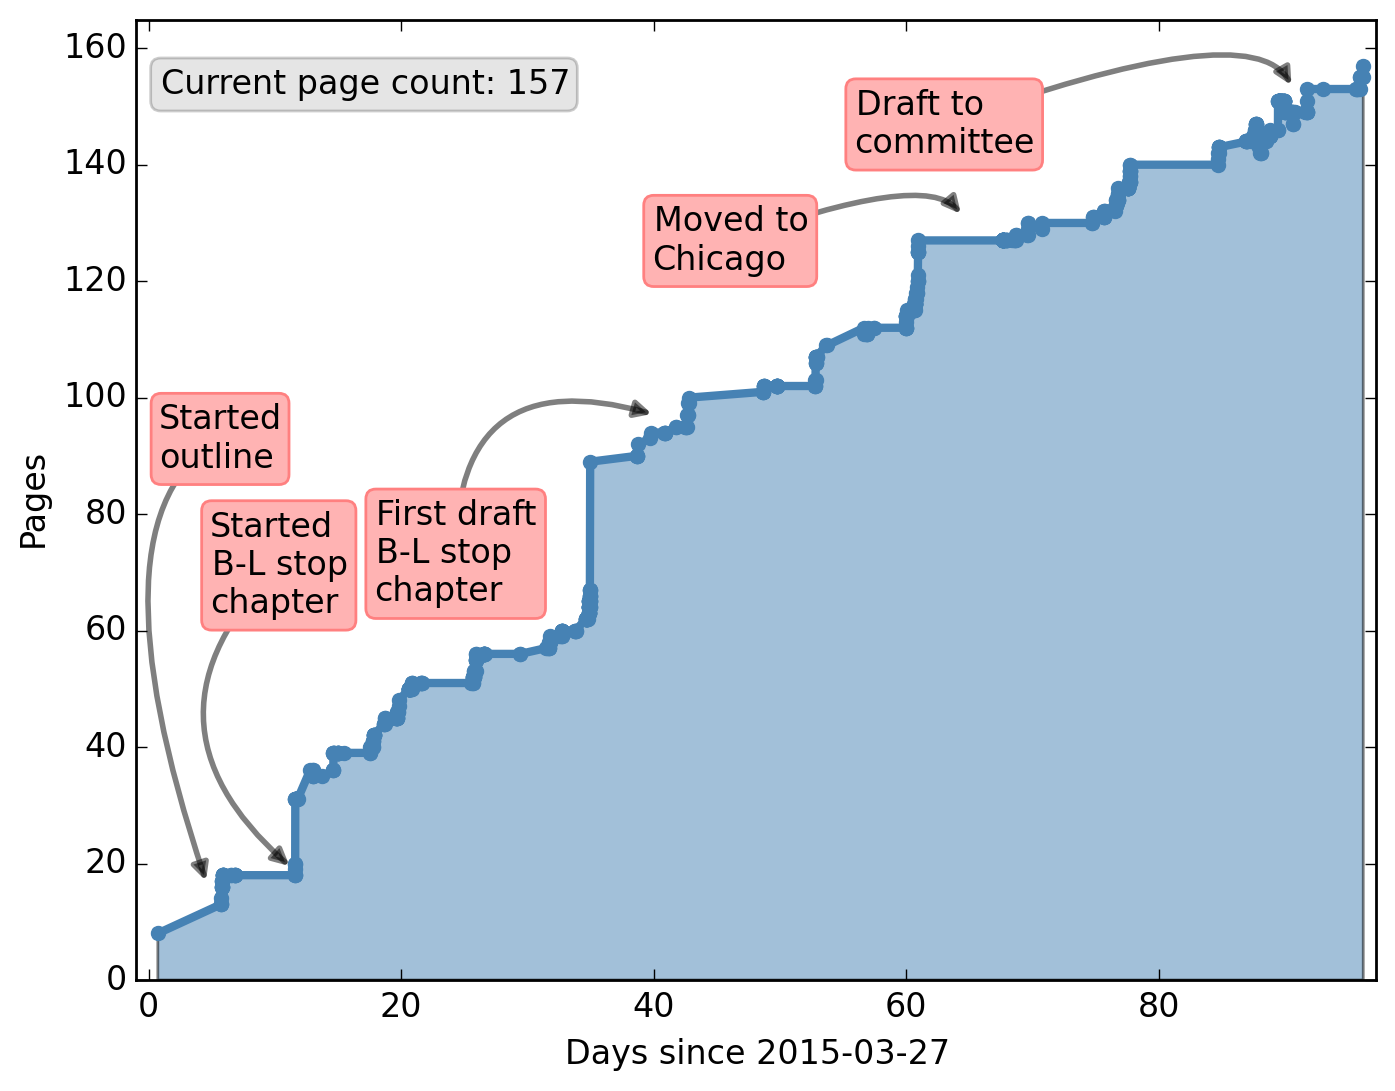 160
Current page count: 157
Draft to
committee
140
Moved to
Chicago
120
100
Started
outline
Pages
80
Started
B-L stop
chapter
First draft
B-L stop
chapter
60
40
20
0
0 20 40 60 80
Days since 2015-03-27